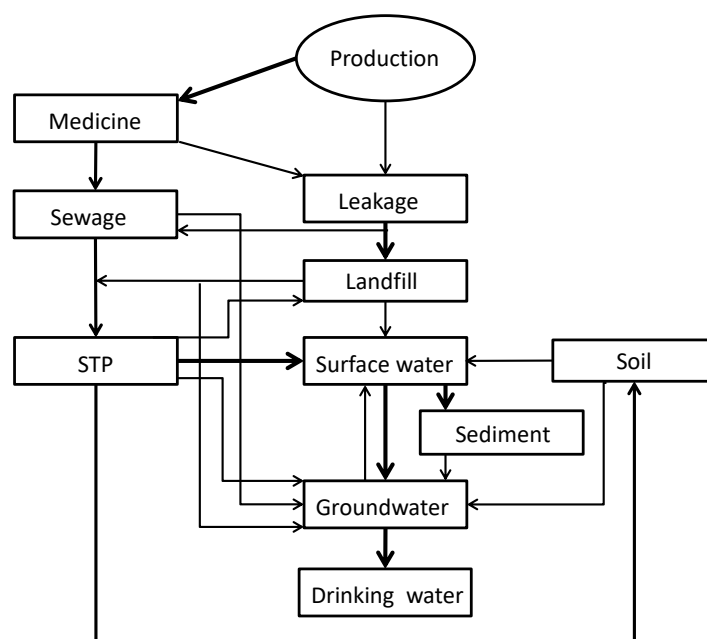 Production
Medicine
Sewage
Leakage
Landfill
STP
Surface water
Soil
Sediment
Groundwater
Drinking water